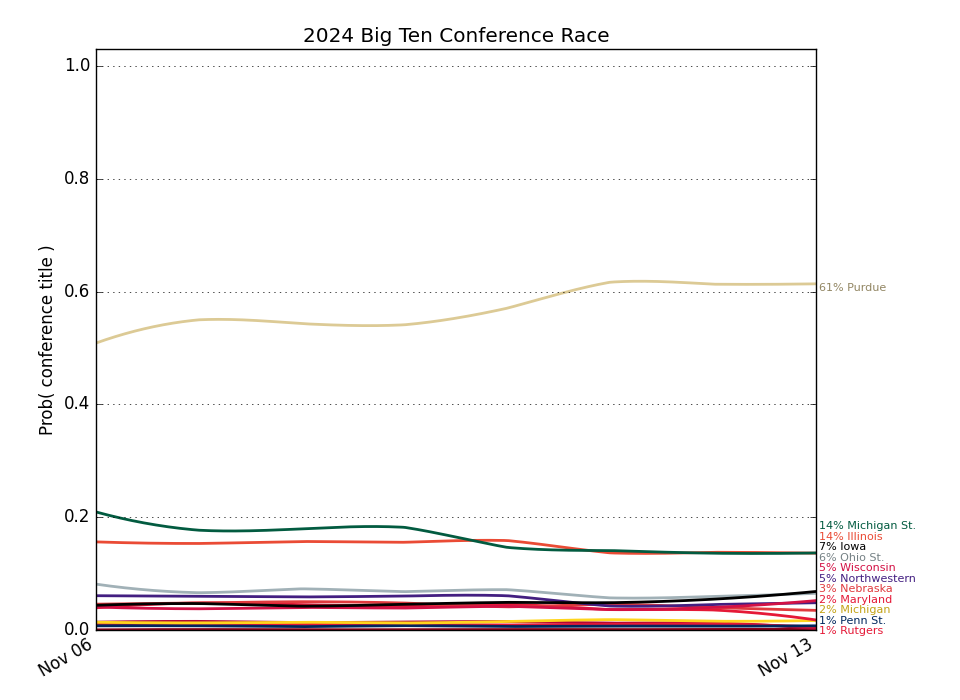 2024 Big Ten Conference Race
Prob( conference title )
1.0
0.8
0.6
0.4
0.2
0.0
Nov 06
Nov 13
61% Purdue
14% Michigan St.
14% Illinois
7% Iowa
6% Ohio St.
5% Wisconsin
5% Northwestern
3% Nebraska
2% Maryland
2% Michigan
1% Penn St.
1% Rutgers